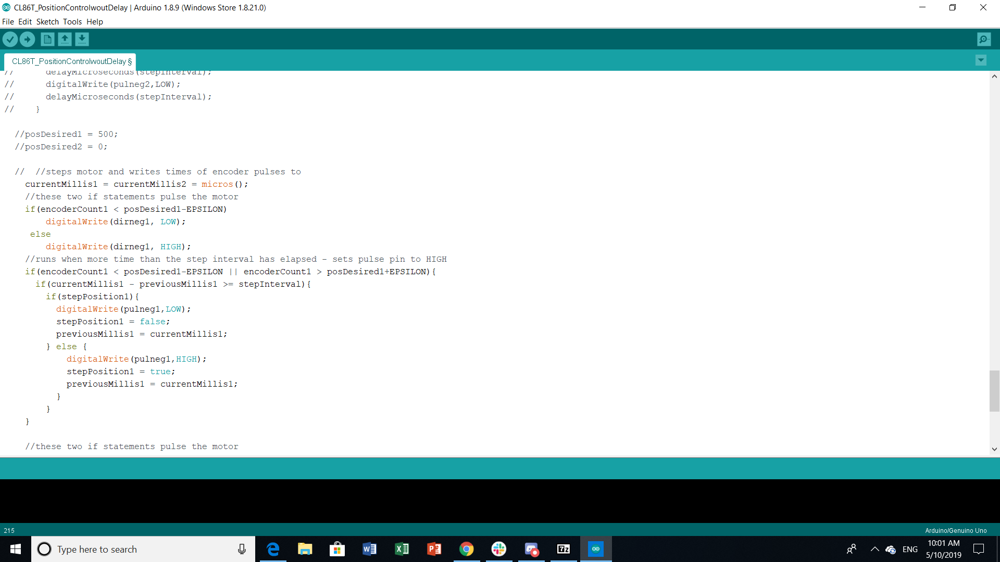 CL86T_PositionControlwoutDelay | Arduino 1.8.9 (Windows Store 1.8.21.0)
File Edit Sketch Tools Help
CL86T_PositionControlwoutDelay §
// delayMicroseconds(stepInterval);
// digitalWrite(pulneg2,LOW);
// delayMicroseconds(stepInterval);
// }
//posDesired1 = 500;
//posDesired2 = 0;
// //steps motor and writes times of encoder pulses to
currentMillis1 = currentMillis2 = micros();
//these two if statements pulse the motor
if(encoderCount1 < posDesired1-EPSILON)
digitalWrite(dirneg1, LOW);
else
digitalWrite(dirneg1, HIGH);
//runs when more time than the step interval has elapsed - sets pulse pin to HIGH
if(encoderCount1 < posDesired1-EPSILON || encoderCount1 > posDesired1+EPSILON){
if(currentMillis1 - previousMillis1 >= stepInterval){
if(stepPosition1){
digitalWrite(pulneg1,LOW);
stepPosition1 = false;
previousMillis1 = currentMillis1;
} else {
digitalWrite(pulneg1,HIGH);
stepPosition1 = true;
previousMillis1 = currentMillis1;
}
}
}
//these two if statements pulse the motor
215
Arduino/Genuino Uno
Type here to search
7z
ENG
10:01 AM
5/10/2019